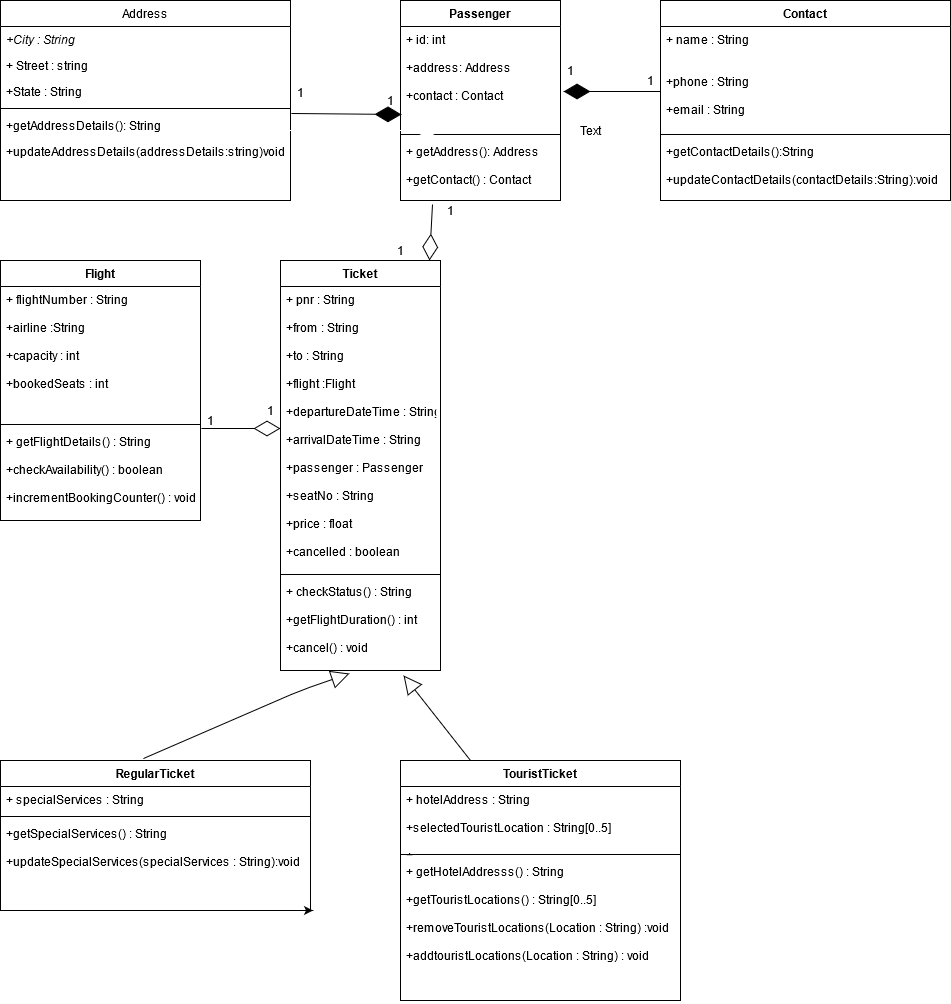 Address
+City : String
+ Street : string
+State : String
+getAddressDetails(): String
+updateAddressDetails(addressDetails:string)void
1
1
Passenger
+ id: int
+address: Address
+contact : Contact
+ getAddress(): Address
+getContact() : Contact
1
1
Text
Contact
+ name : String
+phone : String
+email : String
+getContactDetails():String
+updateContactDetails(contactDetails:String):void
1
1
Flight
+ flightNumber : String
+airline :String
+capacity : int
+bookedSeats : int
+ getFlightDetails() : String
+checkAvailability() : boolean
+incrementBookingCounter() : void
1
1
Ticket
+ pnr : String
+from : String
+to : String
+flight :Flight
+departureDateTime : String
+arrivalDateTime : String
+passenger : Passenger
+seatNo : String
+price : float
+cancelled : boolean
+ checkStatus() : String
+getFlightDuration() : int
+cancel() : void
RegularTicket
+ specialServices : String
+getSpecialServices() : String
+updateSpecialServices(specialServices : String):void
TouristTicket
+ hotelAddress : String
+selectedTouristLocation : String[0..5]
+ getHotelAddresss() : String
+getTouristLocations() : String[0..5]
+removeTouristLocations(Location : String) :void
+addtouristLocations(Location : String) : void